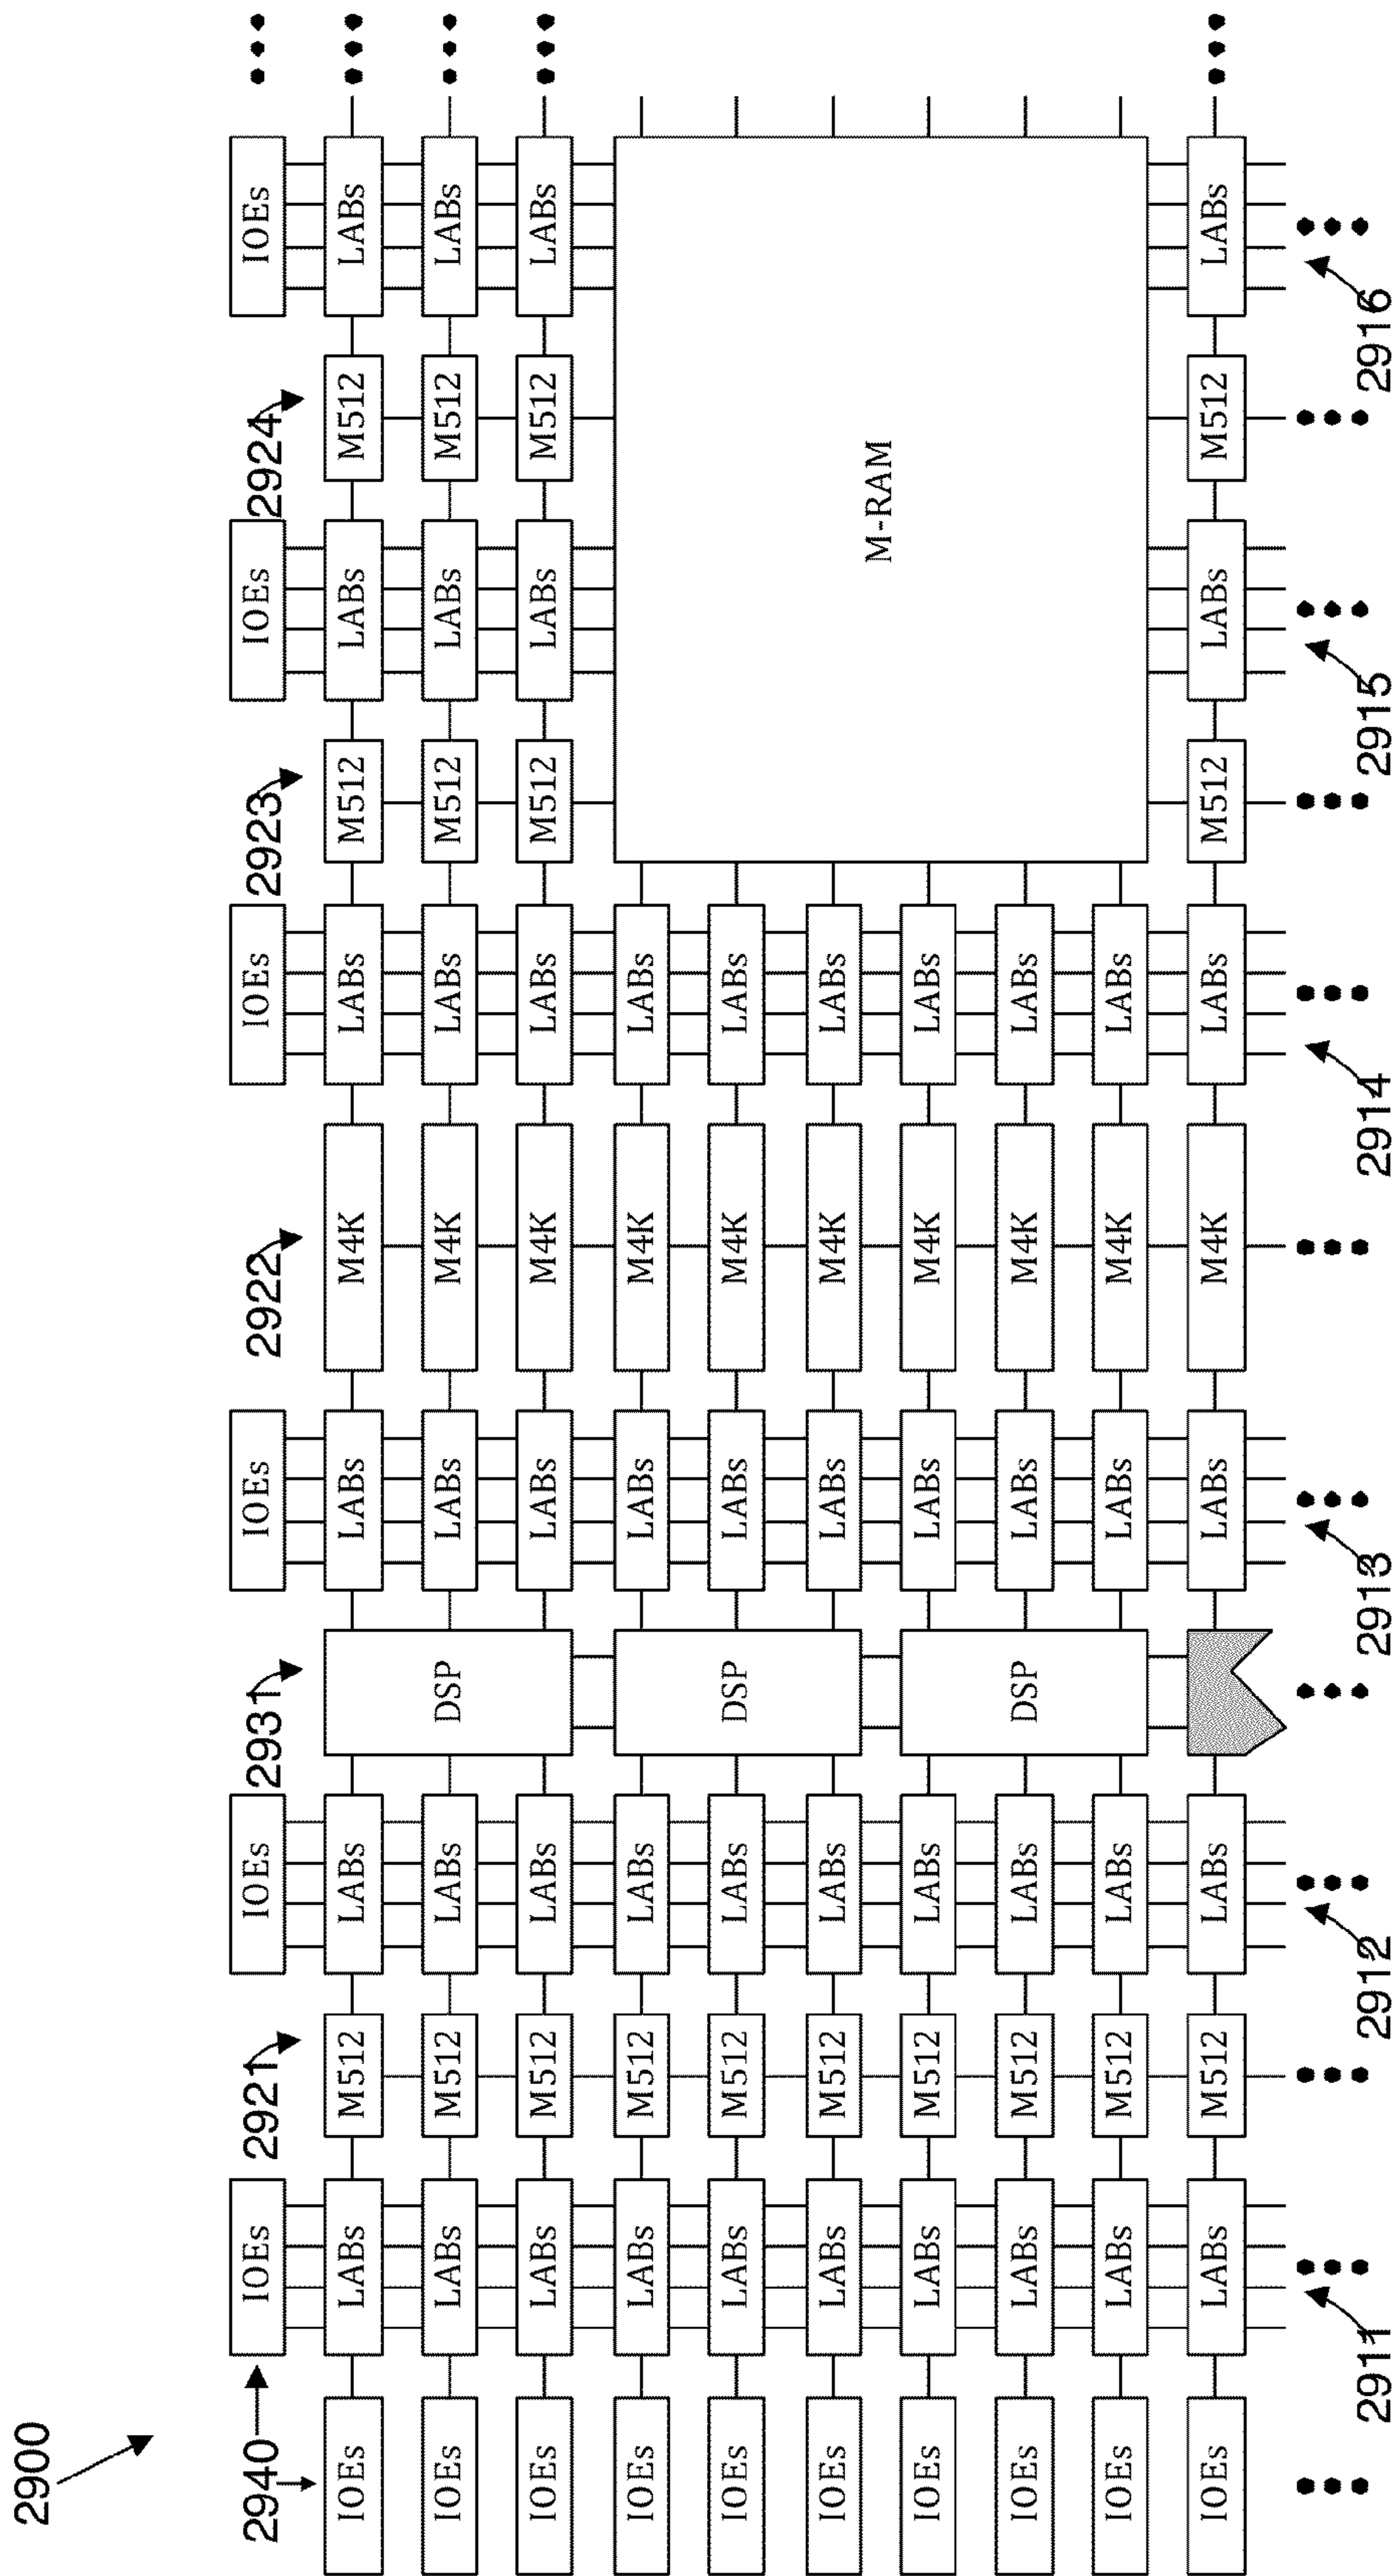 2900
2940 IOEs 2921 IOEs 2931 IOEs 2922 IOEs 2923 IOEs 2924 IOEs
IOEs LABs M512 LABs LABs M4K LABs M512 LABs M512 LABs
IOEs LABs M512 LABs DSP LABs M4K LABs M512 LABs M512 LABs
IOEs LABs M512 LABs LABs M4K LABs M512 LABs M512 LABs
IOEs LABs M512 LABs LABs M4K LABs
IOEs LABs M512 LABs DSP LABs M4K LABs
IOEs LABs M512 LABs LABs M4K LABs
M-RAM
IOEs LABs M512 LABs LABs M4K LABs
IOEs LABs M512 LABs DSP LABs M4K LABs
IOEs LABs M512 LABs LABs M4K LABs
IOEs LABs M512 LABs LABs M4K LABs M512 LABs M512 LABs
2911 2912 2913 2914 2915 2916